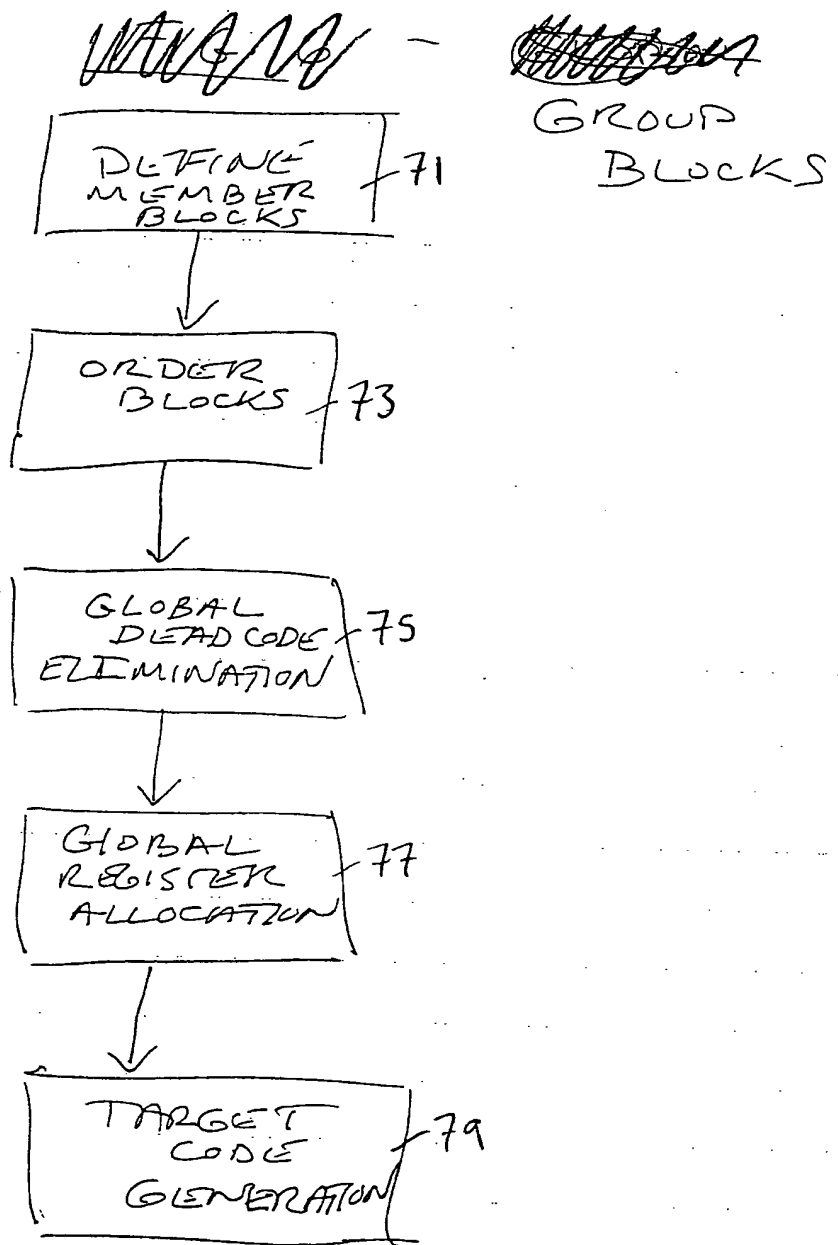 GROUP
BLOCKS
DEFINE
MEMBER
BLOCKS
71
ORDER
BLOCKS
73
GLOBAL
DEAD CODE
ELIMINATION
75
GLOBAL
REGISTER
ALLOCATION
77
TARGET
CODE
GENERATION
79